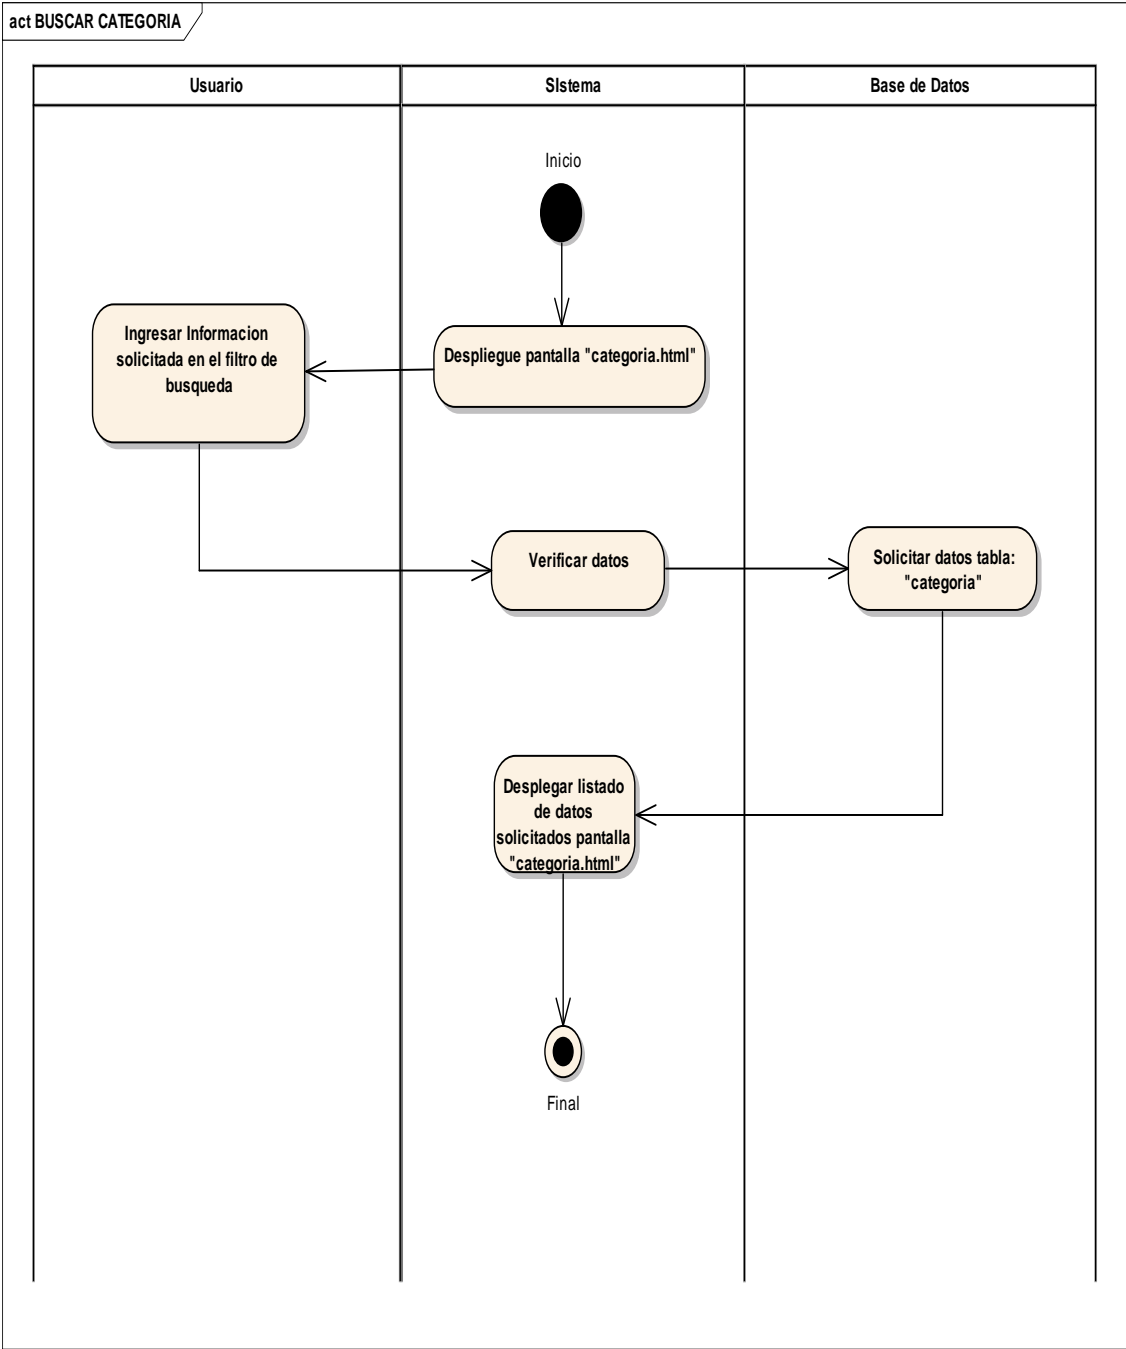 act BUSCAR CATEGORIA
Usuario
SIstema
Base de Datos
Inicio
Ingresar Informacion
solicitada en el filtro de
busqueda
Despliegue pantalla "categoria.html"
Verificar datos
Solicitar datos tabla:
"categoria"
Desplegar listado
de datos
solicitados pantalla
"categoria.html"
Final